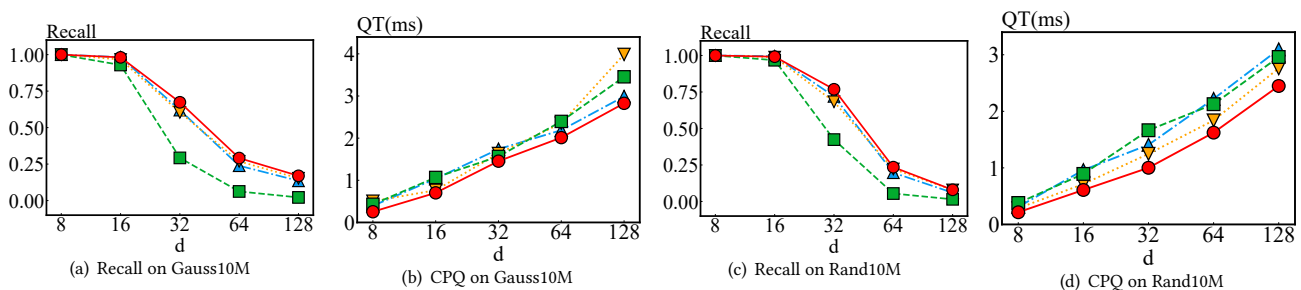 Recall
1.00
0.75
0.50
0.25
0.00
8 16 32 64 128
d
(a) Recall on Gauss10M
QT(ms)
4
3
2
1
0
8 16 32 64 128
d
(b) CPQ on Gauss10M
Recall
1.00
0.75
0.50
0.25
0.00
8 16 32 64 128
d
(c) Recall on Rand10M
QT(ms)
3
2
1
0
8 16 32 64 128
d
(d) CPQ on Rand10M